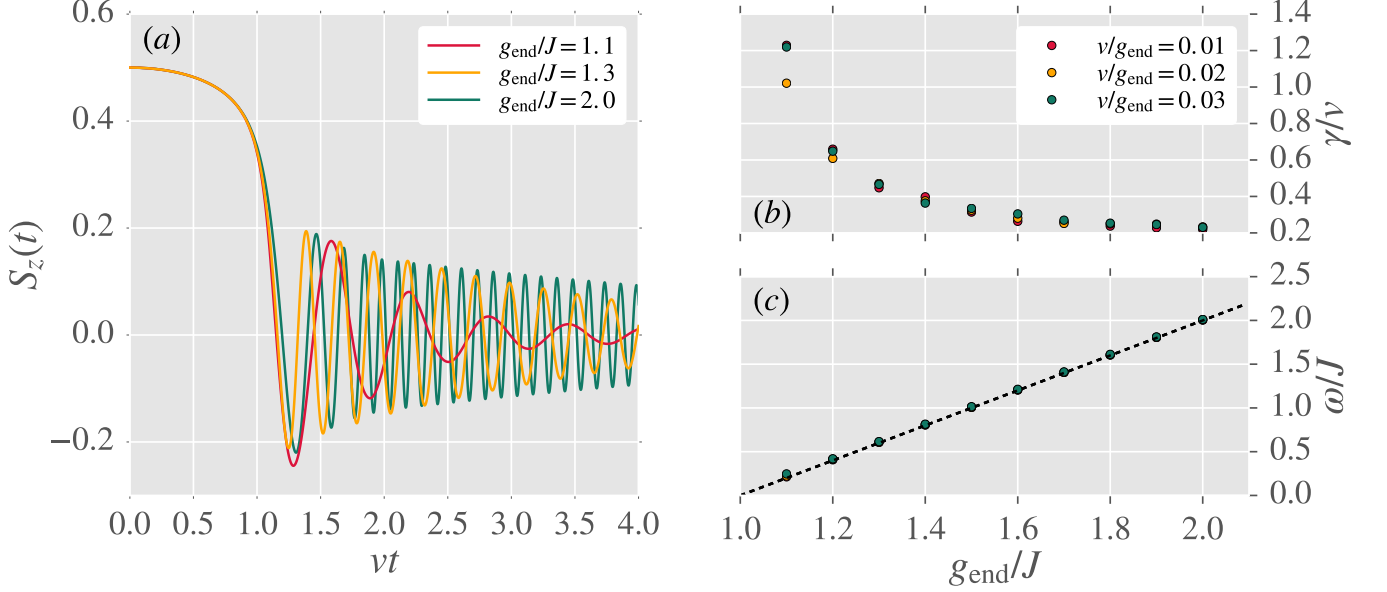 (a)
g_end/J = 1.1
g_end/J = 1.3
g_end/J = 2.0
0.6
0.4
0.2
0.0
−0.2
S_z(t)
0.0 0.5 1.0 1.5 2.0 2.5 3.0 3.5 4.0
vt
(b)
v/g_end = 0.01
v/g_end = 0.02
v/g_end = 0.03
1.4
1.2
1.0
0.8
0.6
0.4
0.2
γ/v
(c)
2.5
2.0
1.5
1.0
0.5
0.0
ω/J
1.0 1.2 1.4 1.6 1.8 2.0
g_end/J